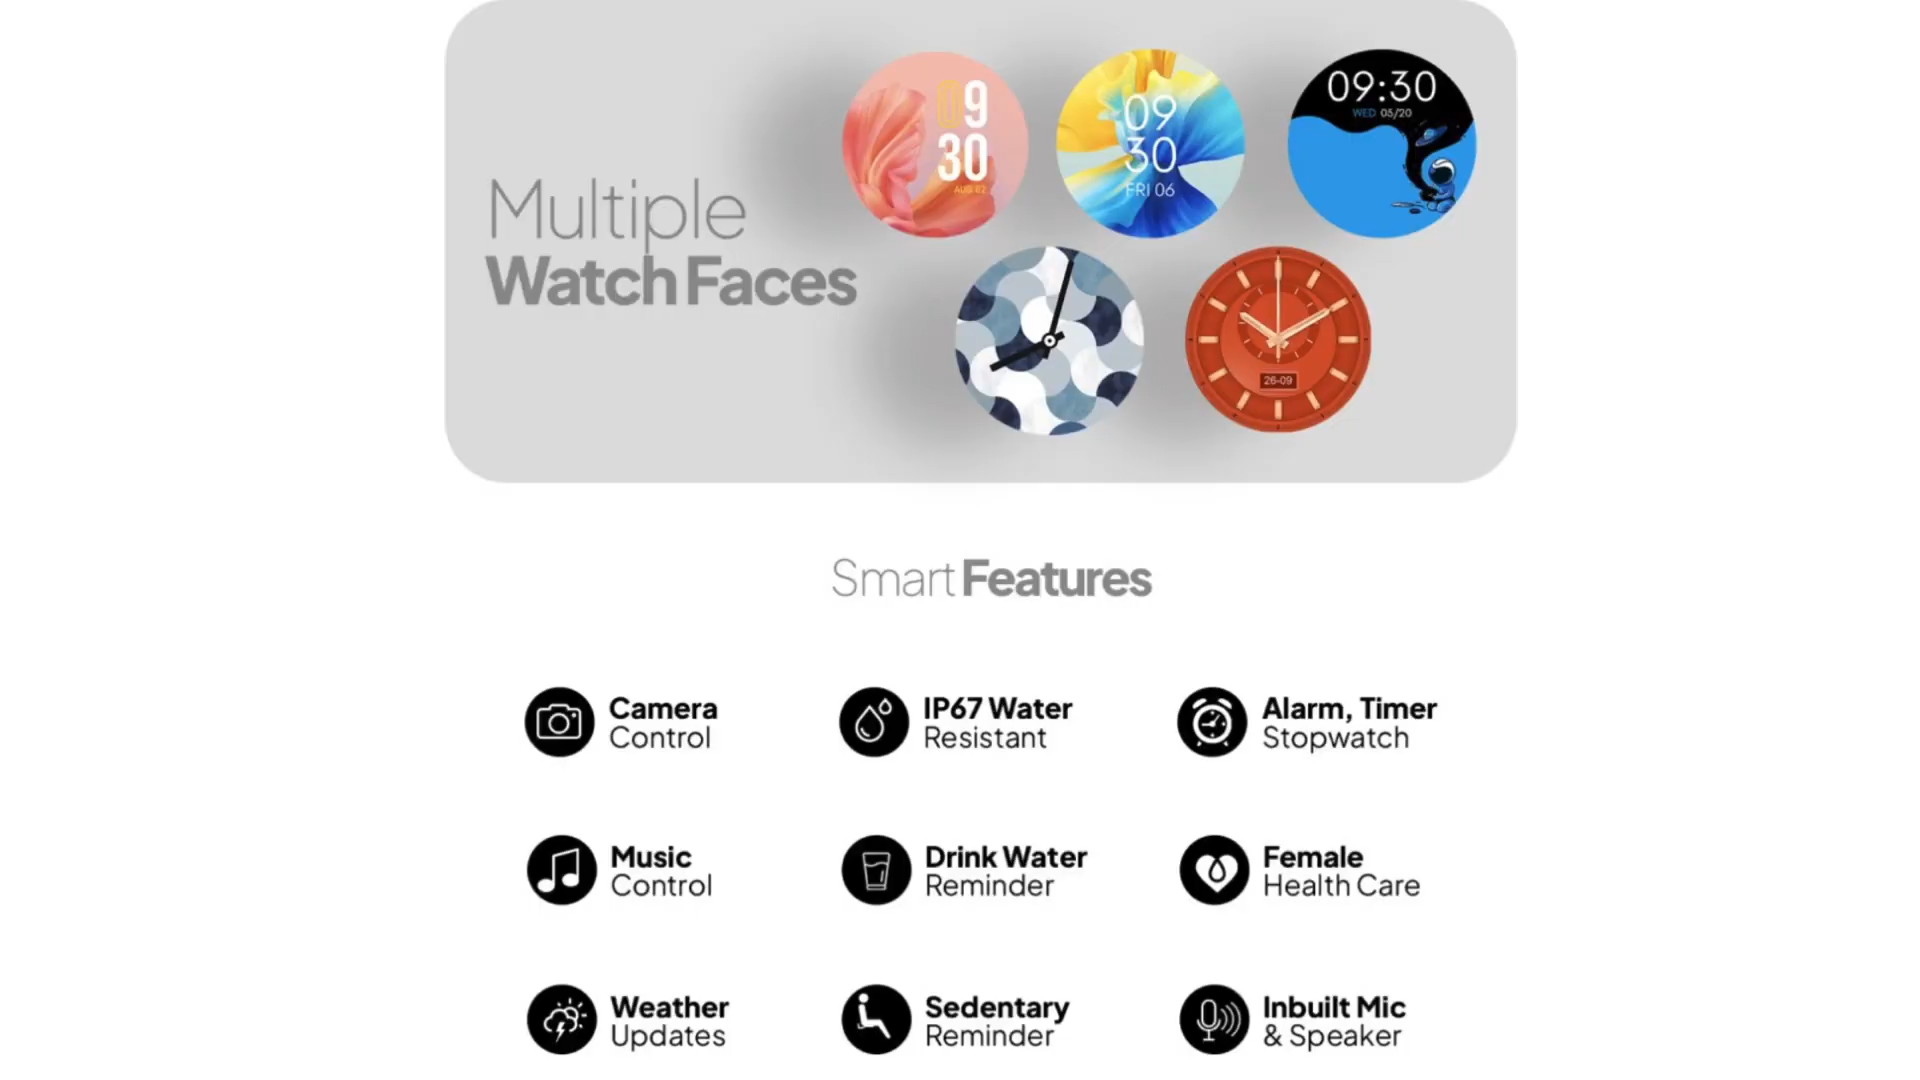 Multiple
Watch Faces
09
30
AUG 02
09
30
FRI 06
09:30
WED 05/20
26-09
Smart Features
Camera
Control
IP67 Water
Resistant
Alarm, Timer
Stopwatch
Music
Control
Drink Water
Reminder
Female
Health Care
Weather
Updates
Sedentary
Reminder
Inbuilt Mic
& Speaker